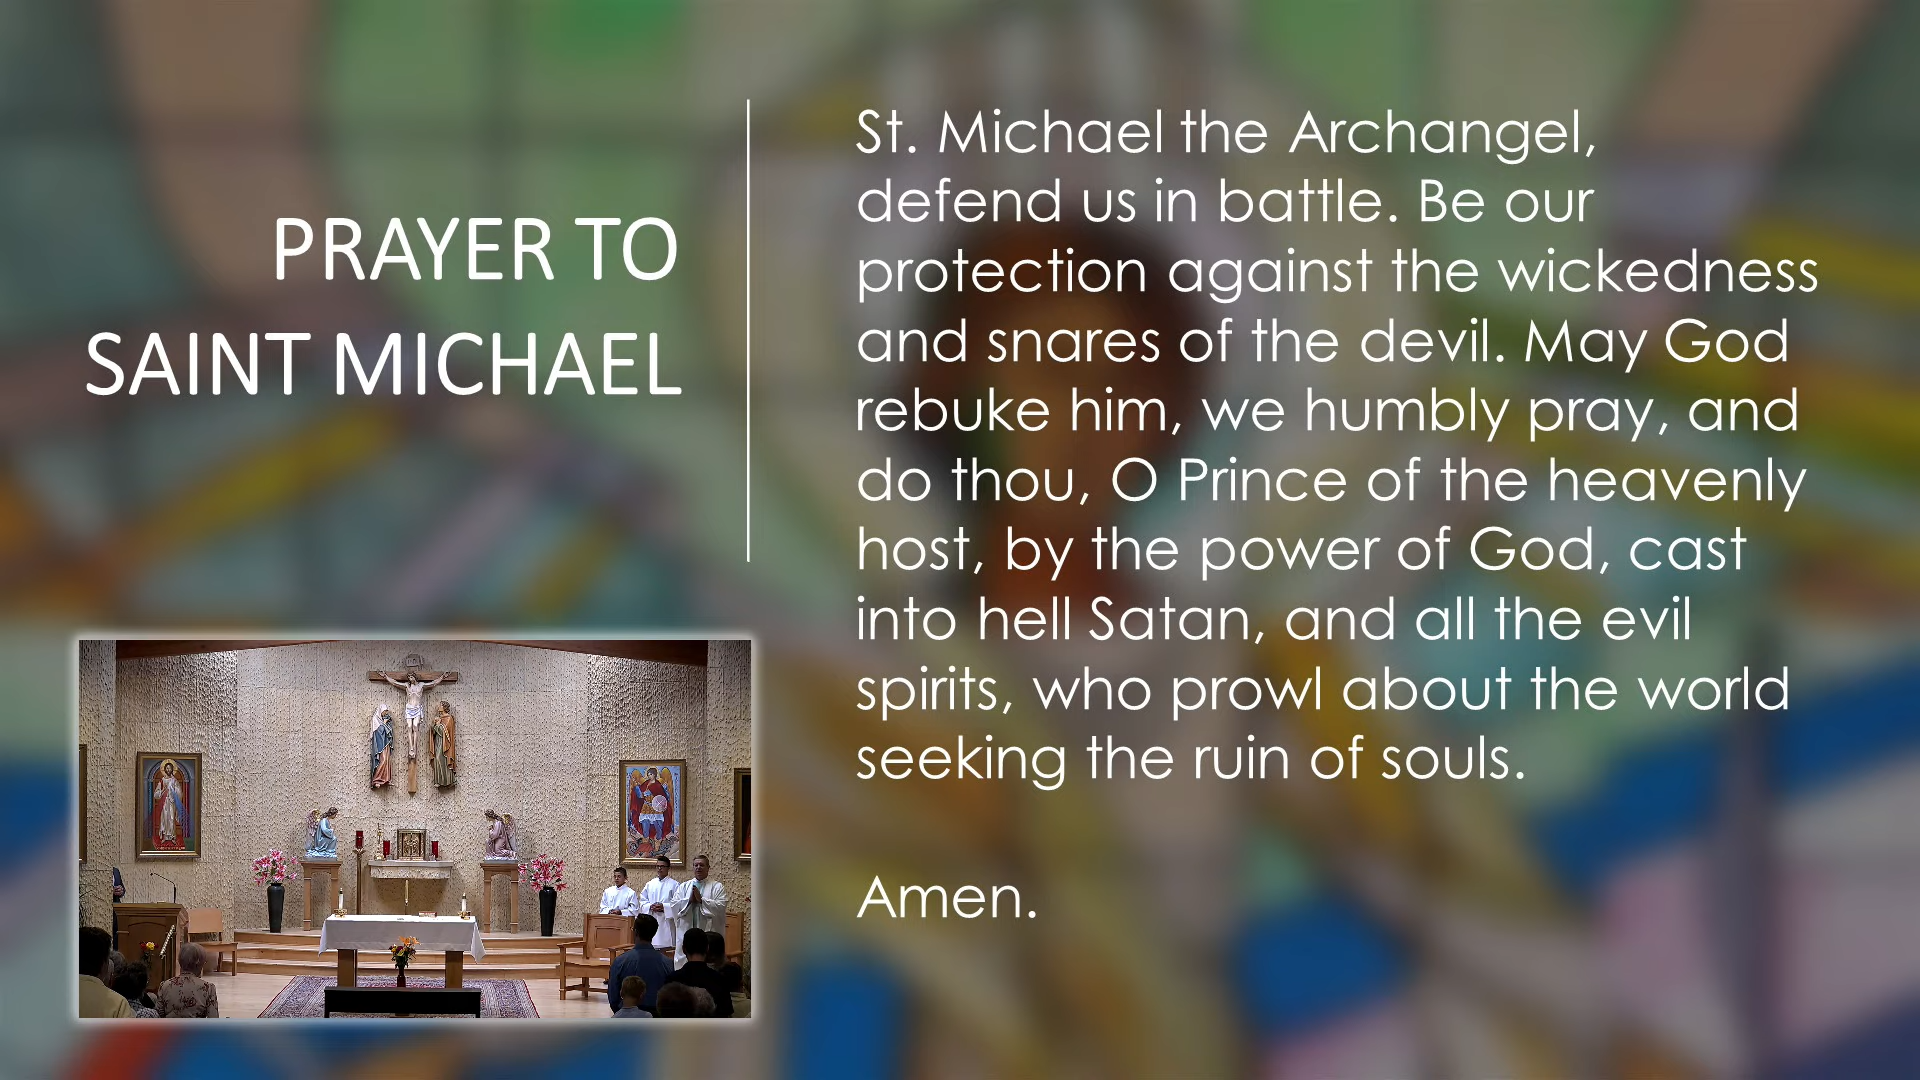 PRAYER TO
SAINT MICHAEL
St. Michael the Archangel,
defend us in battle. Be our
protection against the wickedness
and snares of the devil. May God
rebuke him, we humbly pray, and
do thou, O Prince of the heavenly
host, by the power of God, cast
into hell Satan, and all the evil
spirits, who prowl about the world
seeking the ruin of souls.
Amen.